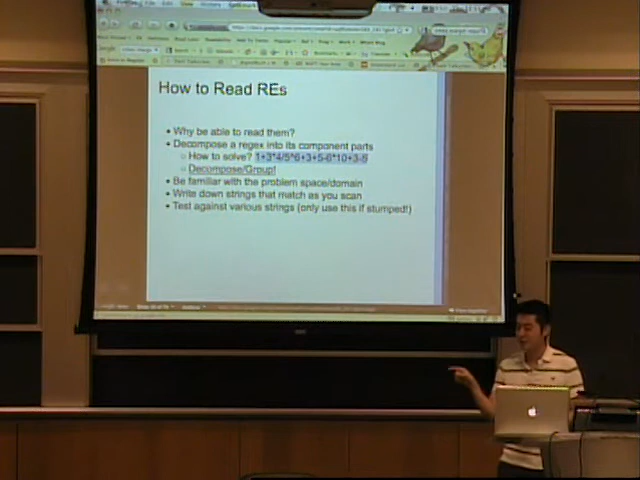 How to Read REs
• Why be able to read them?
• Decompose a regex into its component parts
○ How to solve? 1+3*4/5*6+3+5-6*10+3-5
○ Decompose/Group!
• Be familiar with the problem space/domain
• Write down strings that match as you scan
• Test against various strings (only use this if stumped!)